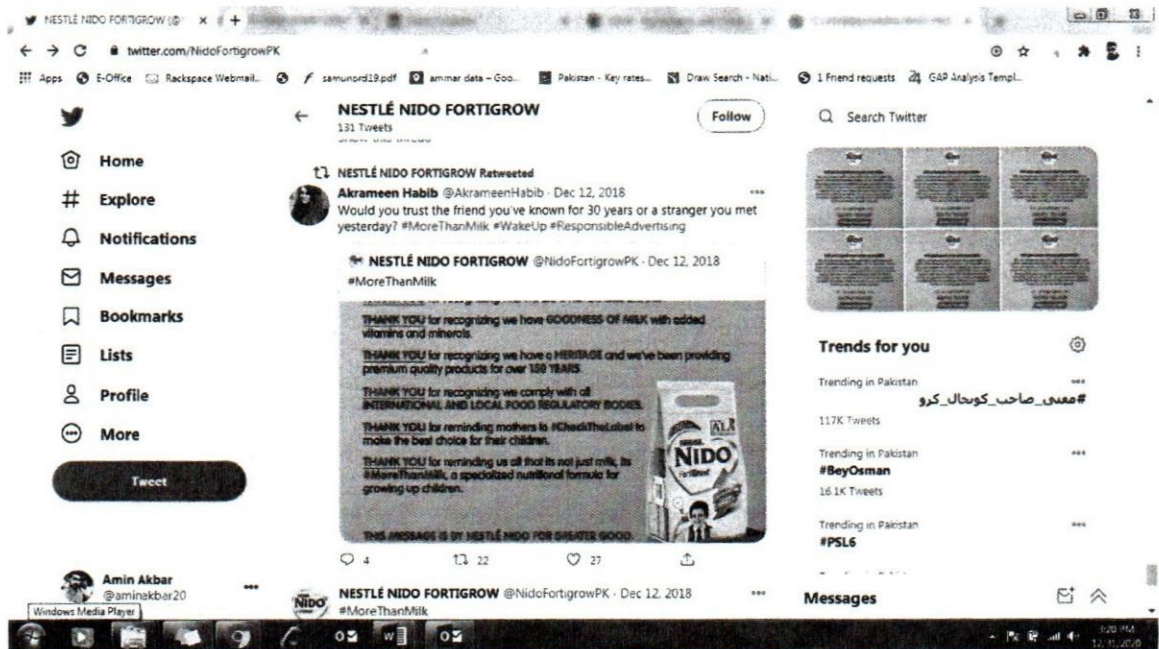 NESTLÉ NIDO FORTIGROW (@
twitter.com/NidoFortigrowPK
Apps E-Office Rackspace Webmail... samunord19.pdf ammar data – Goo... Pakistan - Key rates... Draw Search - Nati... 1 Friend requests GAP Analysis Templ...
NESTLÉ NIDO FORTIGROW
131 Tweets
Follow
Show this thread
Search Twitter
Home
Explore
Notifications
Messages
Bookmarks
Lists
Profile
More
Tweet
Amin Akbar
@aminakbar20
Windows Media Player
NESTLÉ NIDO FORTIGROW Retweeted
Akrameen Habib @AkrameenHabib · Dec 12, 2018
Would you trust the friend you've known for 30 years or a stranger you met
yesterday? #MoreThanMilk #WakeUp #ResponsibleAdvertising
NESTLÉ NIDO FORTIGROW @NidoFortigrowPK · Dec 12, 2018
#MoreThanMilk
THANK YOU for recognizing we have GOODNESS OF MILK with added
vitamins and minerals.
THANK YOU for recognizing we have a HERITAGE and we've been providing
premium quality products for over 150 YEARS
THANK YOU for recognizing we comply with all
INTERNATIONAL AND LOCAL FOOD REGULATORY BODIES.
THANK YOU for reminding mothers to #CheckTheLabel to
make the best choice for their children.
THANK YOU for reminding us all that its not just milk, its
#MoreThanMilk, a specialized nutritional formula for
growing up children.
THIS MESSAGE IS BY NESTLÉ NIDO FOR GREATER GOOD.
NIDO
4 22 27
NIDO
NESTLÉ NIDO FORTIGROW @NidoFortigrowPK · Dec 12, 2018
#MoreThanMilk
Trends for you
Trending in Pakistan
#مفتی_صاحب_کوبحال_کرو
117K Tweets
Trending in Pakistan
#BeyOsman
16.1K Tweets
Trending in Pakistan
#PSL6
Messages
3:20 PM
12/31/2020